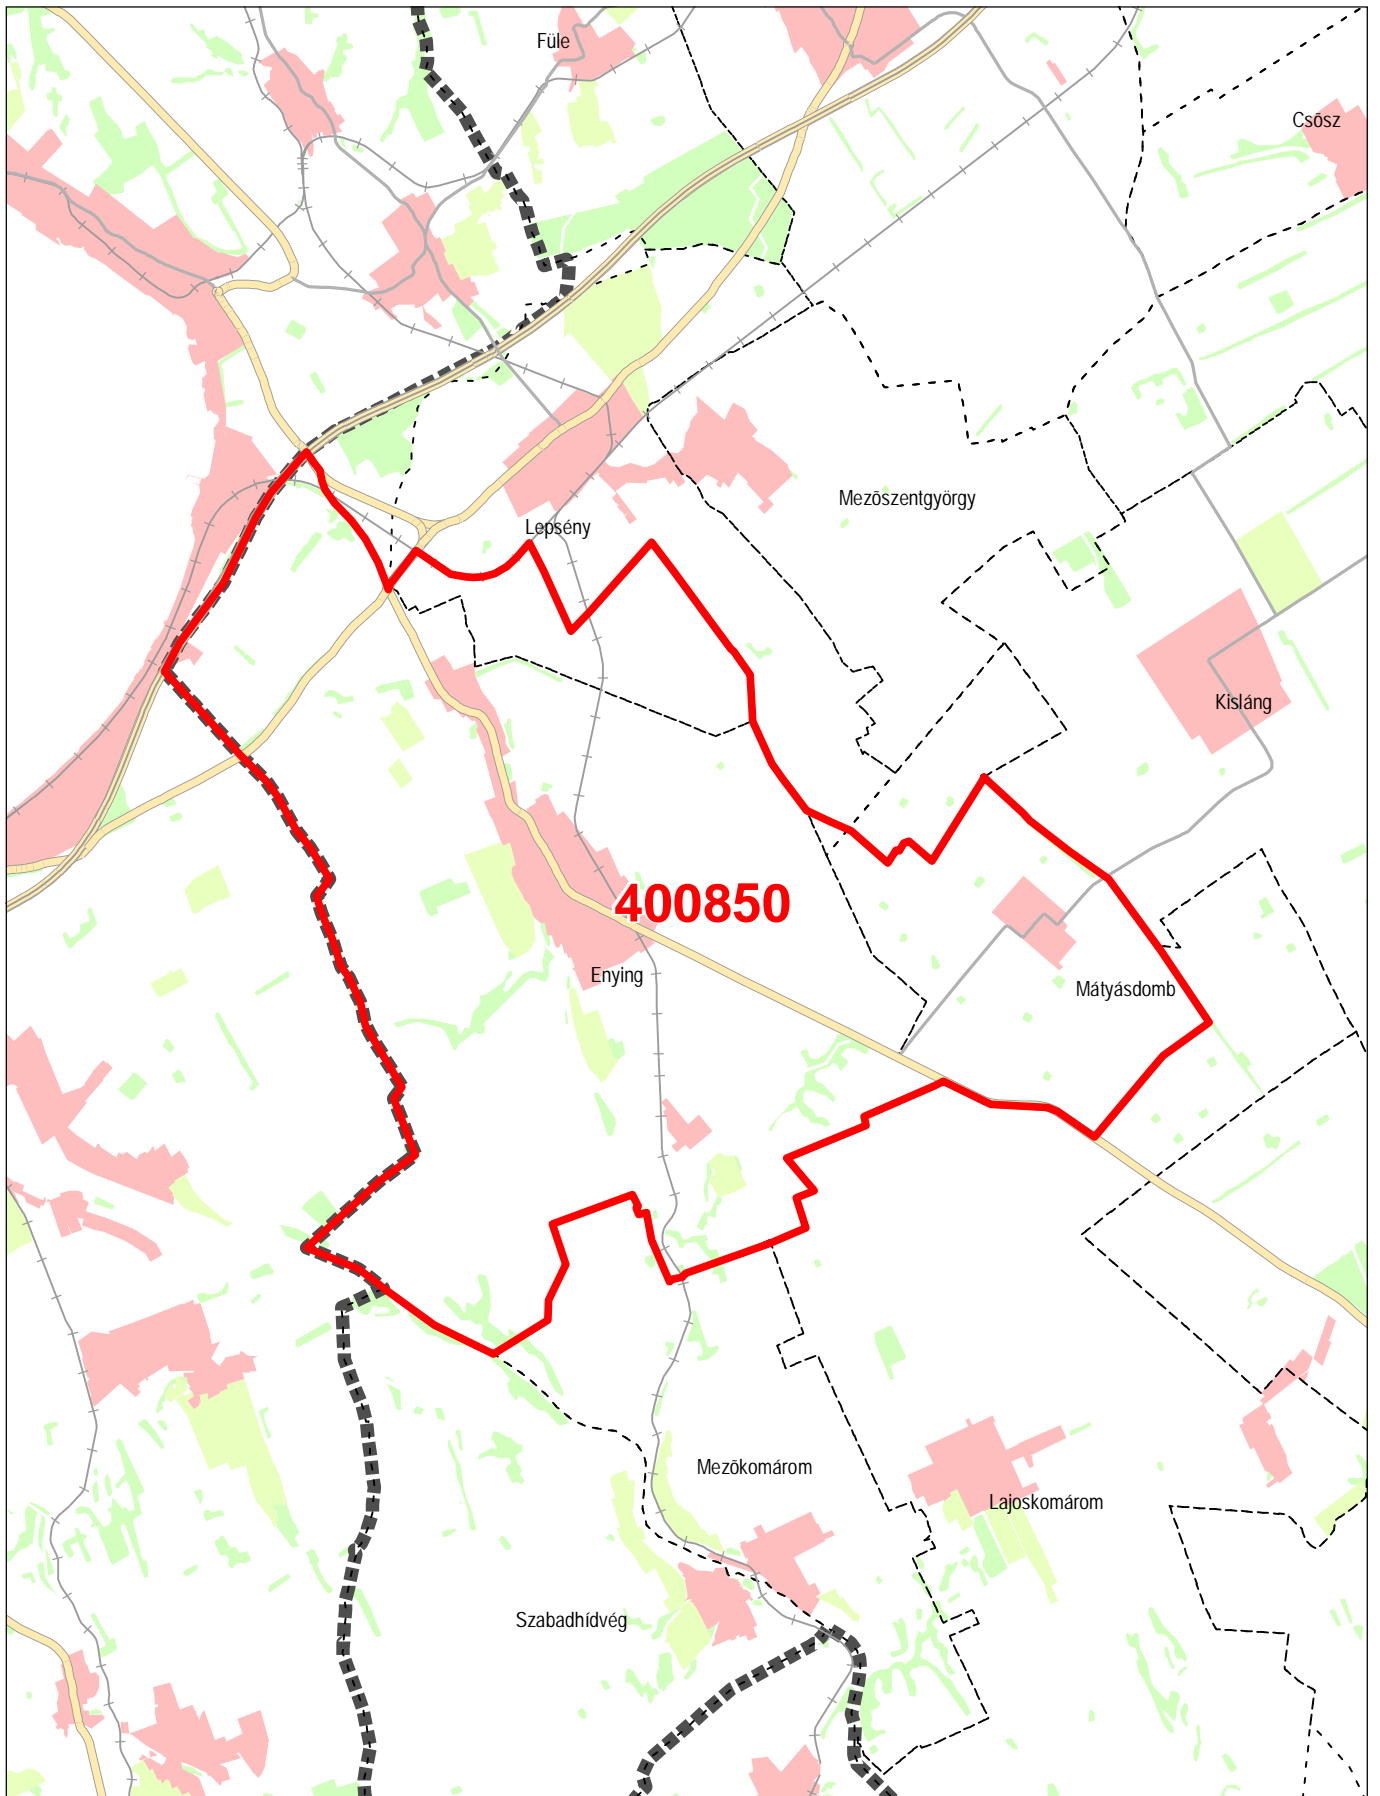 Füle
Csősz
Mezőszentgyörgy
Lepsény
Kisláng
400850
Enying
Mátyásdomb
Mezőkomárom
Lajoskomárom
Szabadhídvég